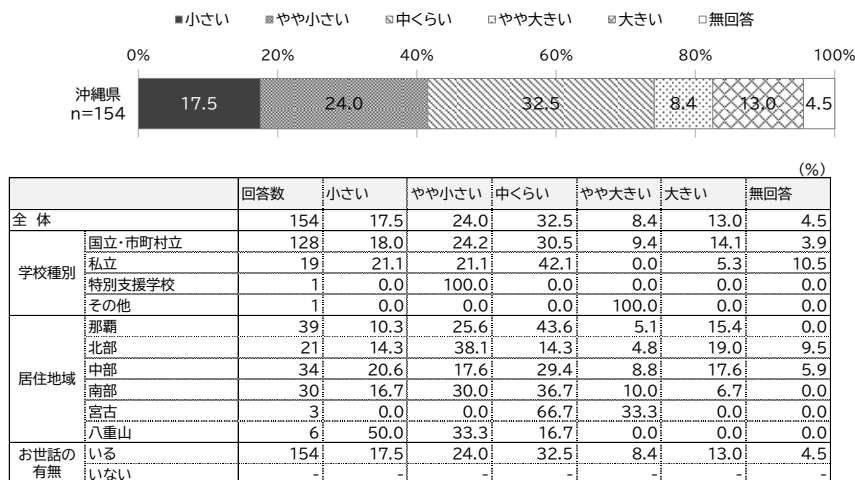 ■小さい ▩やや小さい ▧中くらい ▫やや大きい ▨大きい □無回答
0% 20% 40% 60% 80% 100%
沖縄県
n=154
17.5 24.0 32.5 8.4 13.0 4.5
(%)
回答数 小さい やや小さい 中くらい やや大きい 大きい 無回答
全 体 154 17.5 24.0 32.5 8.4 13.0 4.5
学校種別
国立・市町村立 128 18.0 24.2 30.5 9.4 14.1 3.9
私立 19 21.1 21.1 42.1 0.0 5.3 10.5
特別支援学校 1 0.0 100.0 0.0 0.0 0.0 0.0
その他 1 0.0 0.0 0.0 100.0 0.0 0.0
居住地域
那覇 39 10.3 25.6 43.6 5.1 15.4 0.0
北部 21 14.3 38.1 14.3 4.8 19.0 9.5
中部 34 20.6 17.6 29.4 8.8 17.6 5.9
南部 30 16.7 30.0 36.7 10.0 6.7 0.0
宮古 3 0.0 0.0 66.7 33.3 0.0 0.0
八重山 6 50.0 33.3 16.7 0.0 0.0 0.0
お世話の
有無
いる 154 17.5 24.0 32.5 8.4 13.0 4.5
いない - - - - - - -